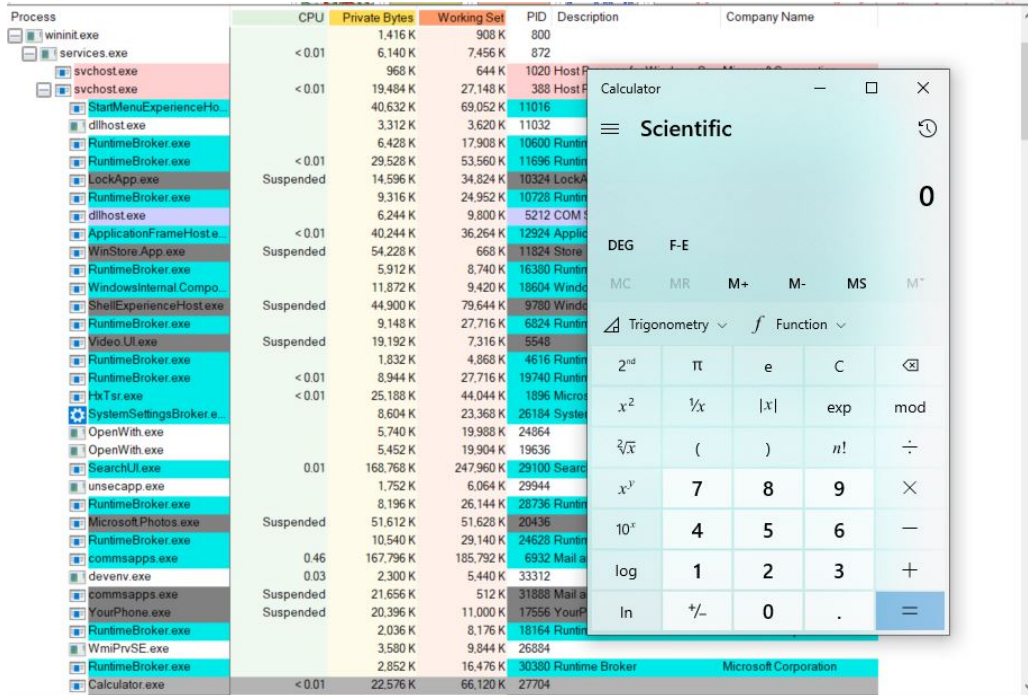 Process CPU Private Bytes Working Set PID Description Company Name
wininit.exe 1,416 K 908 K 800
services.exe < 0.01 6,140 K 7,456 K 872
svchost.exe 968 K 644 K 1020 Host
svchost.exe < 0.01 19,484 K 27,148 K 388 Host
StartMenuExperienceHo... 40,632 K 69,052 K 11016
dllhost.exe 3,312 K 3,620 K 11032
RuntimeBroker.exe 6,428 K 17,908 K 10600 Runtim
RuntimeBroker.exe < 0.01 29,528 K 53,560 K 11696 Runtim
LockApp.exe Suspended 14,596 K 34,824 K 10324 LockA
RuntimeBroker.exe 9,316 K 24,952 K 10728 Runtim
dllhost.exe 6,244 K 9,800 K 5212 COM S
ApplicationFrameHost.e... < 0.01 40,244 K 36,264 K 12924 Applic
WinStore.App.exe Suspended 54,228 K 668 K 11824 Store
RuntimeBroker.exe 5,912 K 8,740 K 16380 Runtim
WindowsInternal.Compo... 11,872 K 9,420 K 18604 Windo
ShellExperienceHost.exe Suspended 44,900 K 79,644 K 9780 Windo
RuntimeBroker.exe 9,148 K 27,716 K 6824 Runtim
Video.UI.exe Suspended 19,192 K 7,316 K 5548
RuntimeBroker.exe 1,832 K 4,868 K 4616 Runtim
RuntimeBroker.exe < 0.01 8,944 K 27,716 K 19740 Runtim
HxTsr.exe < 0.01 25,188 K 44,044 K 1896 Micros
SystemSettingsBroker.e... 8,604 K 23,368 K 26184 System
OpenWith.exe 5,740 K 19,988 K 24864
OpenWith.exe 5,452 K 19,904 K 19636
SearchUI.exe 0.01 168,768 K 247,960 K 29100 Searc
unsecapp.exe 1,752 K 6,064 K 29944
RuntimeBroker.exe 8,196 K 26,144 K 28736 Runtim
Microsoft.Photos.exe Suspended 51,612 K 51,628 K 20436
RuntimeBroker.exe 10,540 K 29,140 K 24628 Runtim
commsapps.exe 0.46 167,796 K 185,792 K 6932 Mail a
devenv.exe 0.03 2,300 K 5,440 K 33312
commsapps.exe Suspended 21,656 K 512 K 31888 Mail a
YourPhone.exe Suspended 20,396 K 11,000 K 17556 YourP
RuntimeBroker.exe 2,036 K 8,176 K 18164 Runtim
WmiPrvSE.exe 3,580 K 9,844 K 26884
RuntimeBroker.exe 2,852 K 16,476 K 30380 Runtime Broker Microsoft Corporation
Calculator.exe < 0.01 22,576 K 66,120 K 27704
Calculator
Scientific
0
DEG F-E
MC MR M+ M- MS M˅
Trigonometry f Function
2ⁿᵈ π e C
x² ¹/x |x| exp mod
²√x ( ) n! ÷
xʸ 7 8 9 ×
10ˣ 4 5 6 −
log 1 2 3 +
ln +/− 0 . =